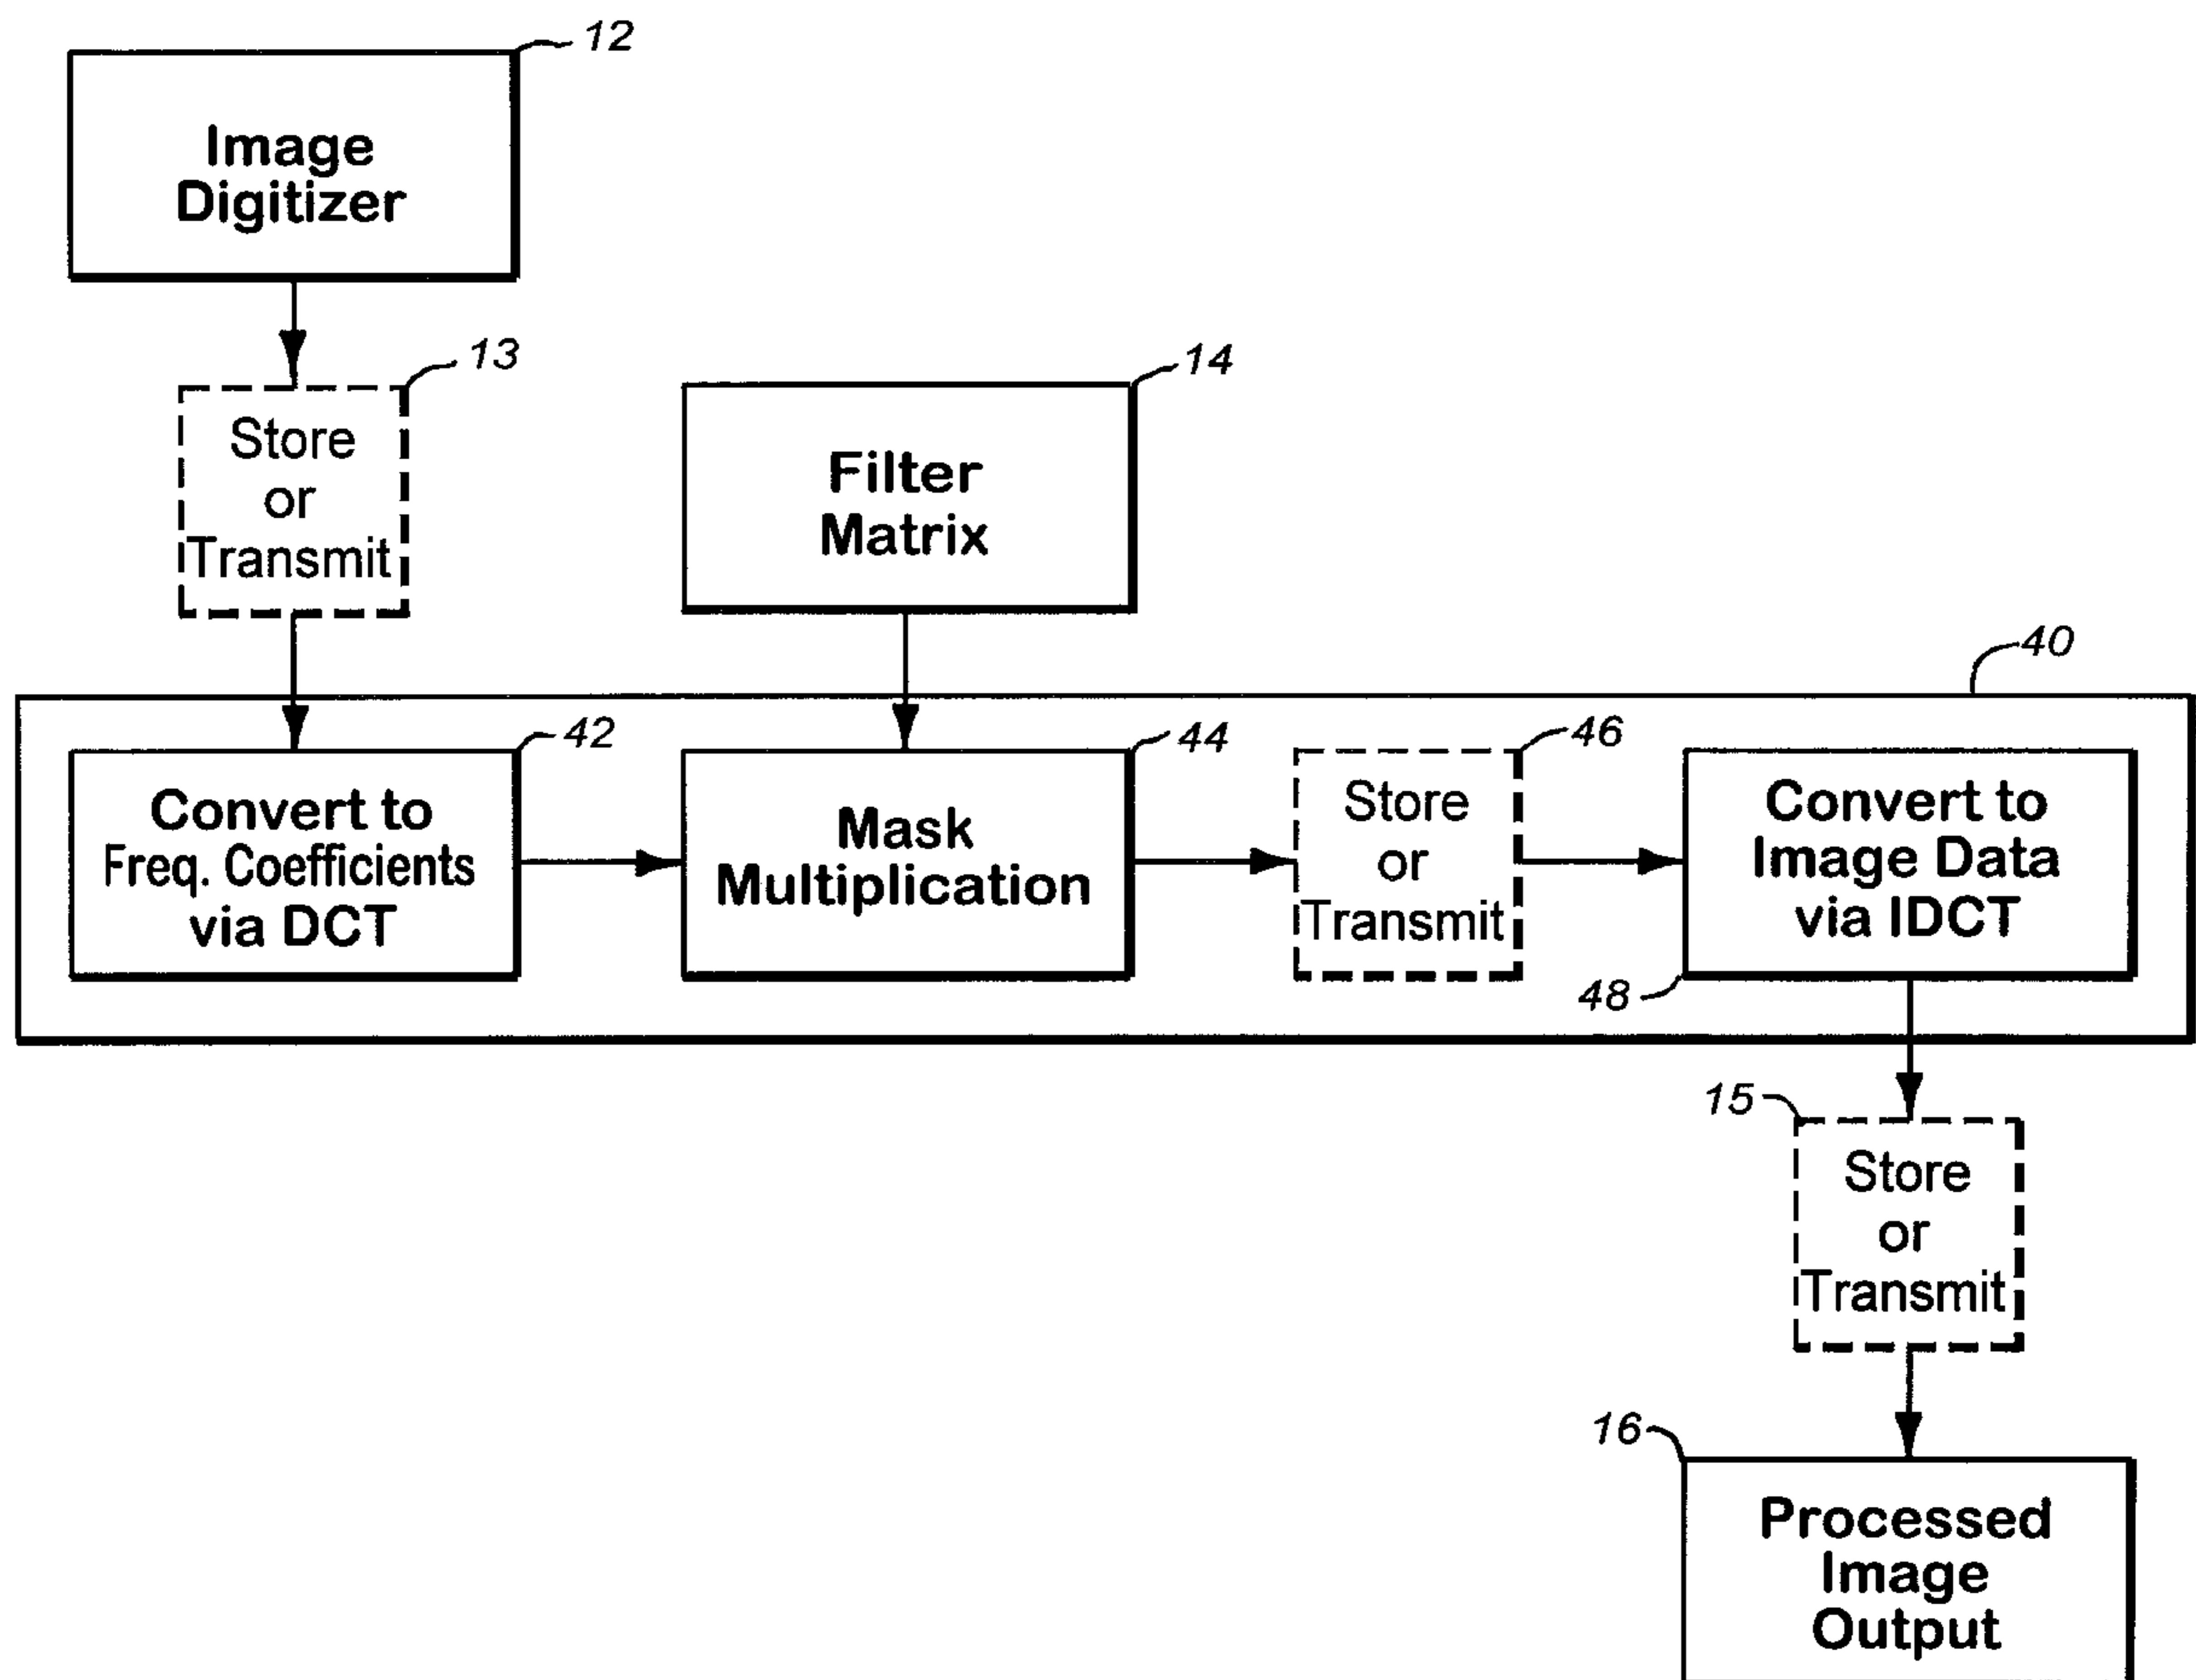 12
Image
Digitizer
13
Store
or
Transmit
14
Filter
Matrix
40
42
Convert to
Freq. Coefficients
via DCT
44
Mask
Multiplication
46
Store
or
Transmit
Convert to
Image Data
via IDCT
48
15
Store
or
Transmit
16
Processed
Image
Output